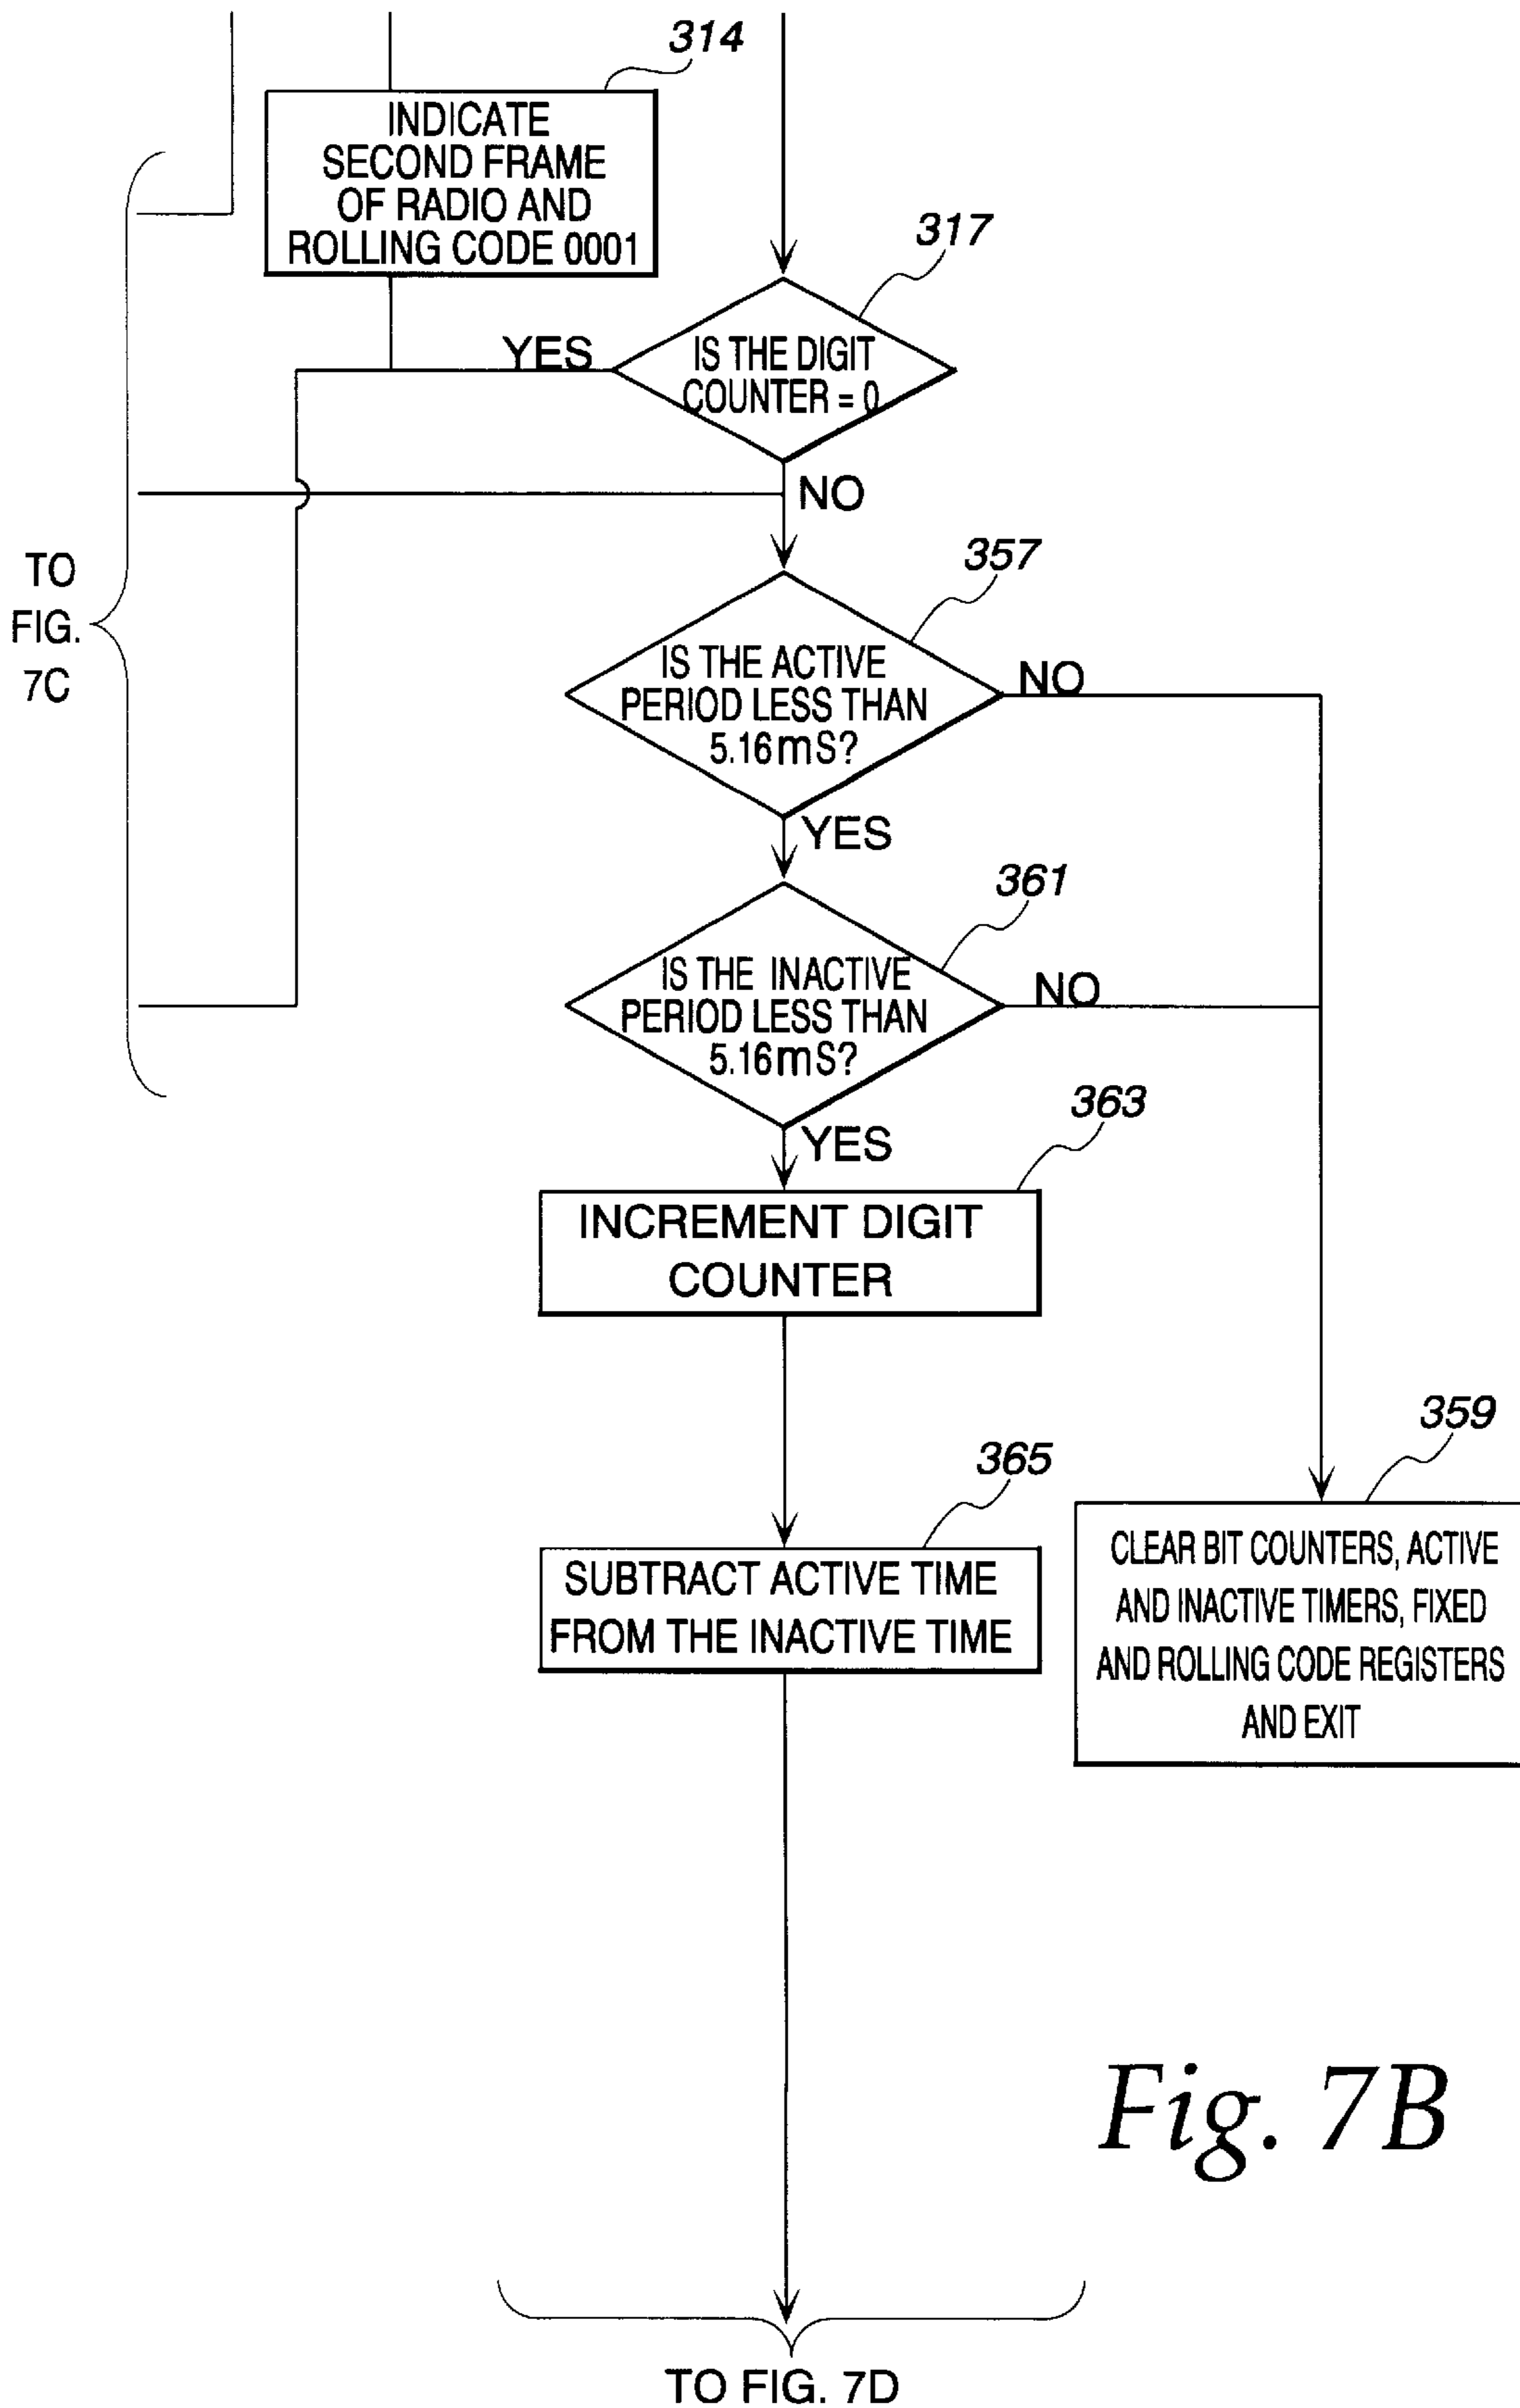 314
INDICATE
SECOND FRAME
OF RADIO AND
ROLLING CODE 0001
317
YES
IS THE DIGIT
COUNTER = 0
NO
TO
FIG.
7C
357
IS THE ACTIVE
PERIOD LESS THAN
5.16mS?
NO
YES
361
IS THE INACTIVE
PERIOD LESS THAN
5.16mS?
NO
YES
363
INCREMENT DIGIT
COUNTER
365
SUBTRACT ACTIVE TIME
FROM THE INACTIVE TIME
359
CLEAR BIT COUNTERS, ACTIVE
AND INACTIVE TIMERS, FIXED
AND ROLLING CODE REGISTERS
AND EXIT
Fig. 7B
TO FIG. 7D